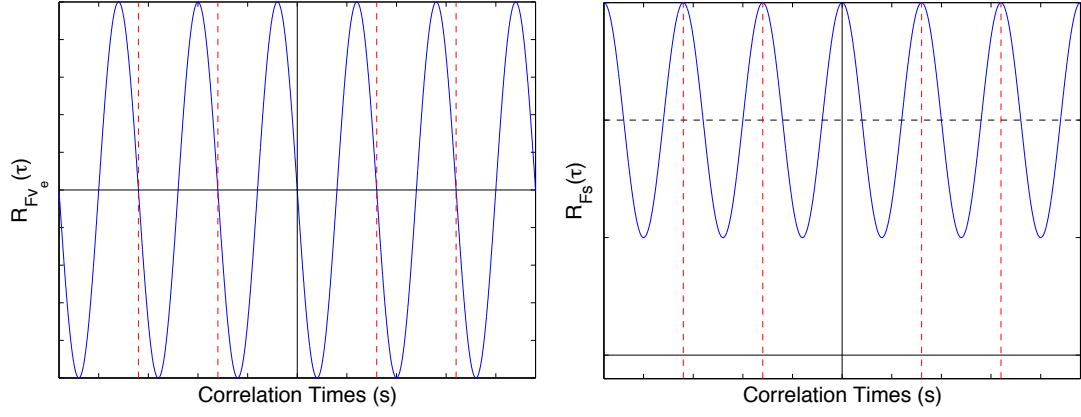 R_{Fv_e}(τ)
Correlation Times (s)
R_{Fs}(τ)
Correlation Times (s)